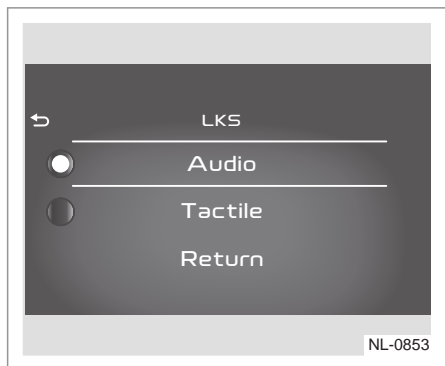 LKS
Audio
Tactile
Return
NL-0853